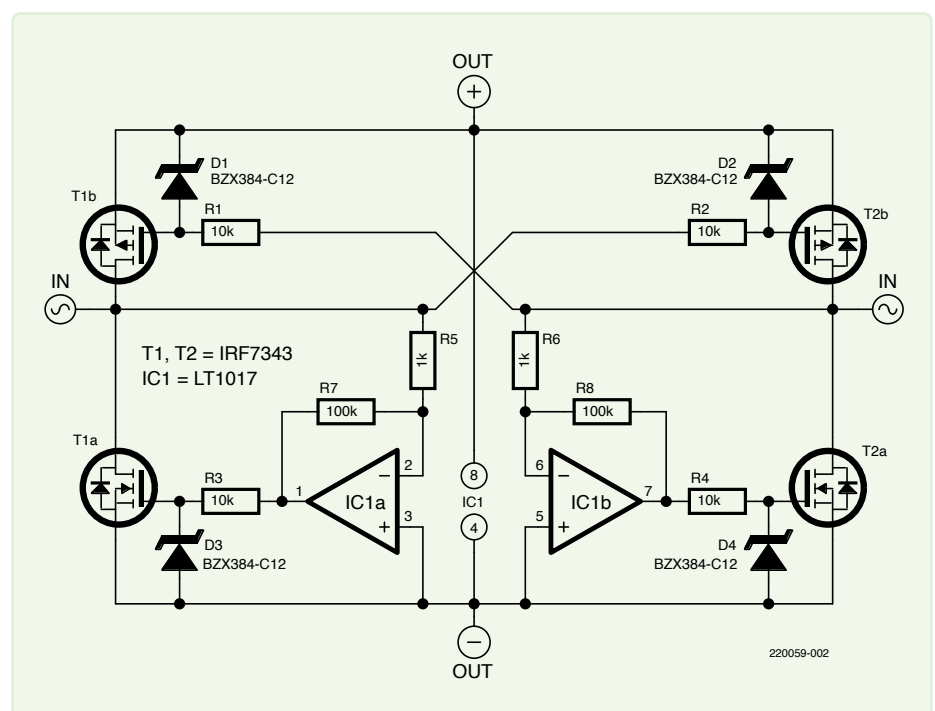 OUT
+
D1
BZX384-C12
D2
BZX384-C12
T1b
T2b
R1
10k
R2
10k
IN
IN
T1, T2 = IRF7343
IC1 = LT1017
R5
1k
R6
1k
R7
100k
R8
100k
T1a
T2a
R3
10k
1
IC1a
2
−
3
+
8
IC1
4
6
−
5
+
IC1b
7
R4
10k
D3
BZX384-C12
D4
BZX384-C12
−
OUT
220059-002